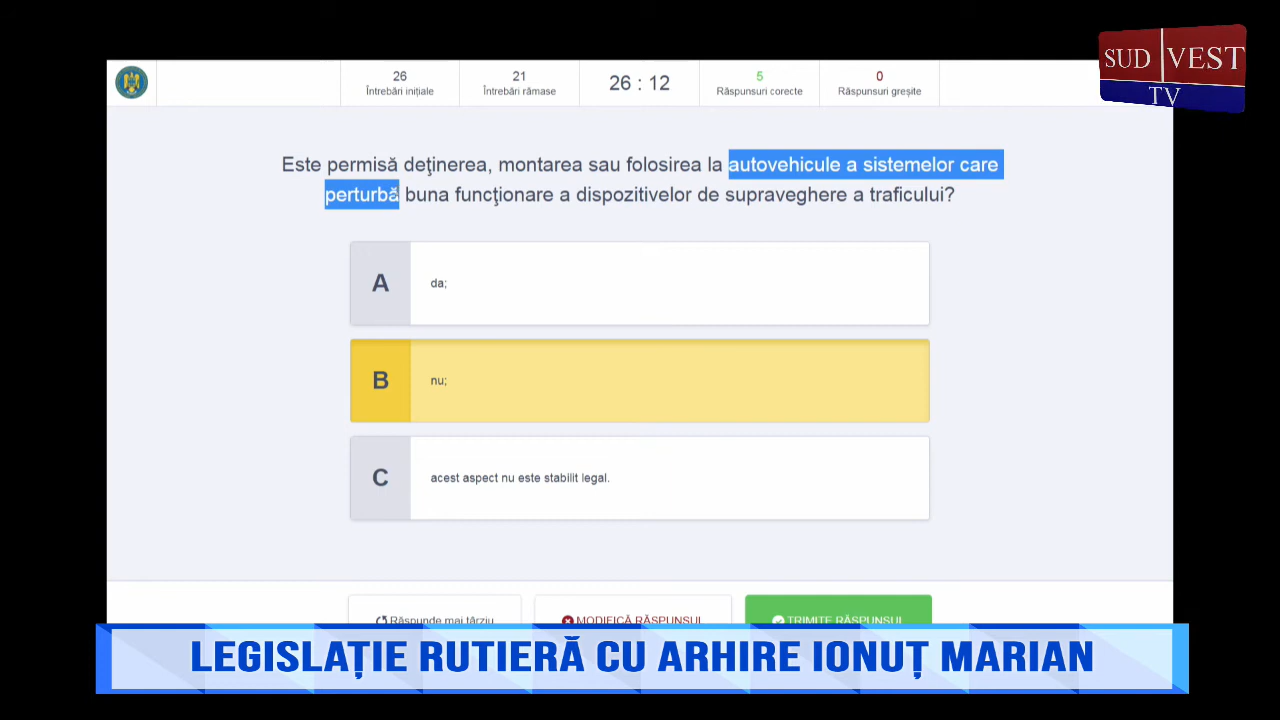 SUD VEST
TV
26
Întrebări inițiale
21
Întrebări rămase
26 : 12
5
Răspunsuri corecte
0
Răspunsuri greșite
Este permisă deţinerea, montarea sau folosirea la autovehicule a sistemelor care
perturbă buna funcţionare a dispozitivelor de supraveghere a traficului?
A
da;
B
nu;
C
acest aspect nu este stabilit legal.
Răspunde mai târziu
MODIFICĂ RĂSPUNSUL
TRIMITE RĂSPUNSUL
LEGISLAȚIE RUTIERĂ CU ARHIRE IONUȚ MARIAN